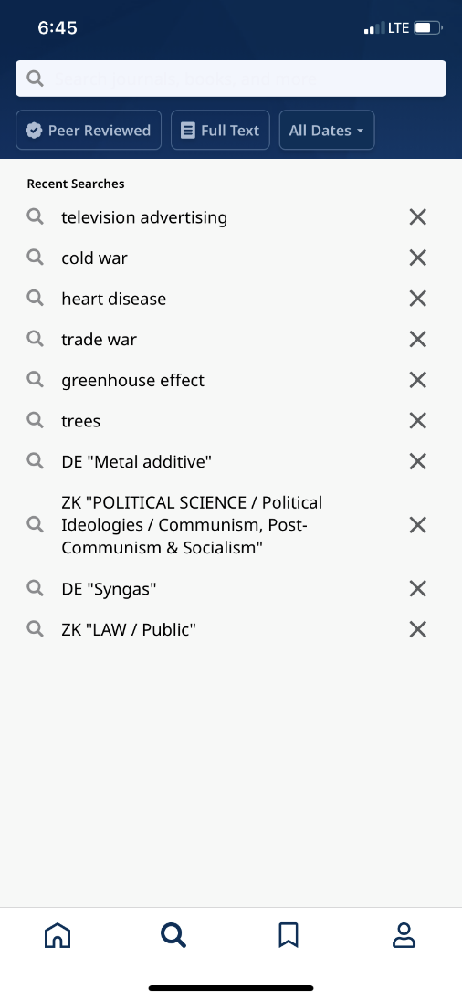 6:45
LTE
Search journals, books, and more
Peer Reviewed
Full Text
All Dates
Recent Searches
television advertising
cold war
heart disease
trade war
greenhouse effect
trees
DE "Metal additive"
ZK "POLITICAL SCIENCE / Political
Ideologies / Communism, Post-
Communism & Socialism"
DE "Syngas"
ZK "LAW / Public"